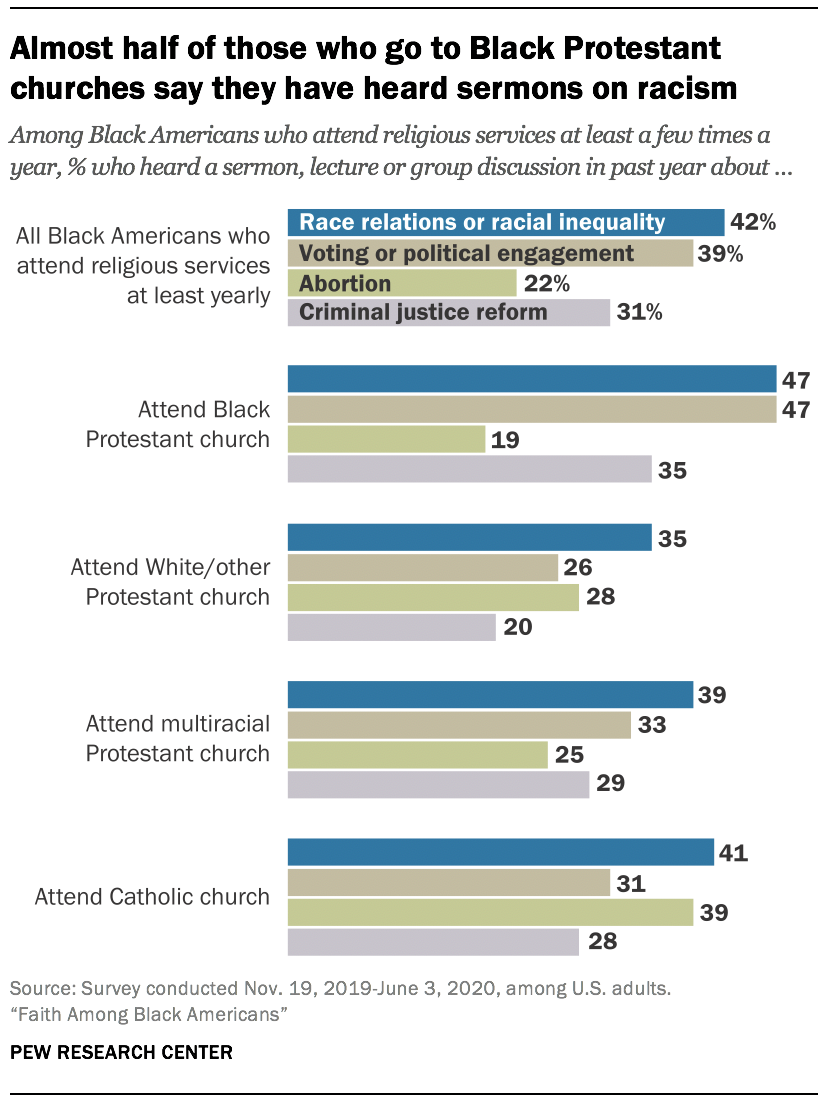 Almost half of those who go to Black Protestant
churches say they have heard sermons on racism
Among Black Americans who attend religious services at least a few times a
year, % who heard a sermon, lecture or group discussion in past year about ...
All Black Americans who
attend religious services
at least yearly
Race relations or racial inequality 42%
Voting or political engagement 39%
Abortion 22%
Criminal justice reform 31%
Attend Black
Protestant church
47
47
19
35
Attend White/other
Protestant church
35
26
28
20
Attend multiracial
Protestant church
39
33
25
29
Attend Catholic church
41
31
39
28
Source: Survey conducted Nov. 19, 2019-June 3, 2020, among U.S. adults.
“Faith Among Black Americans”
PEW RESEARCH CENTER